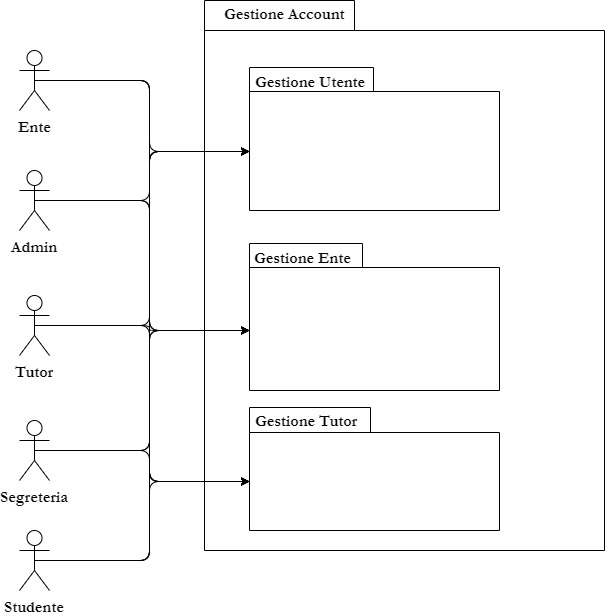 Gestione Account
Gestione Utente
Ente
Admin
Gestione Ente
Tutor
Gestione Tutor
Segreteria
Studente